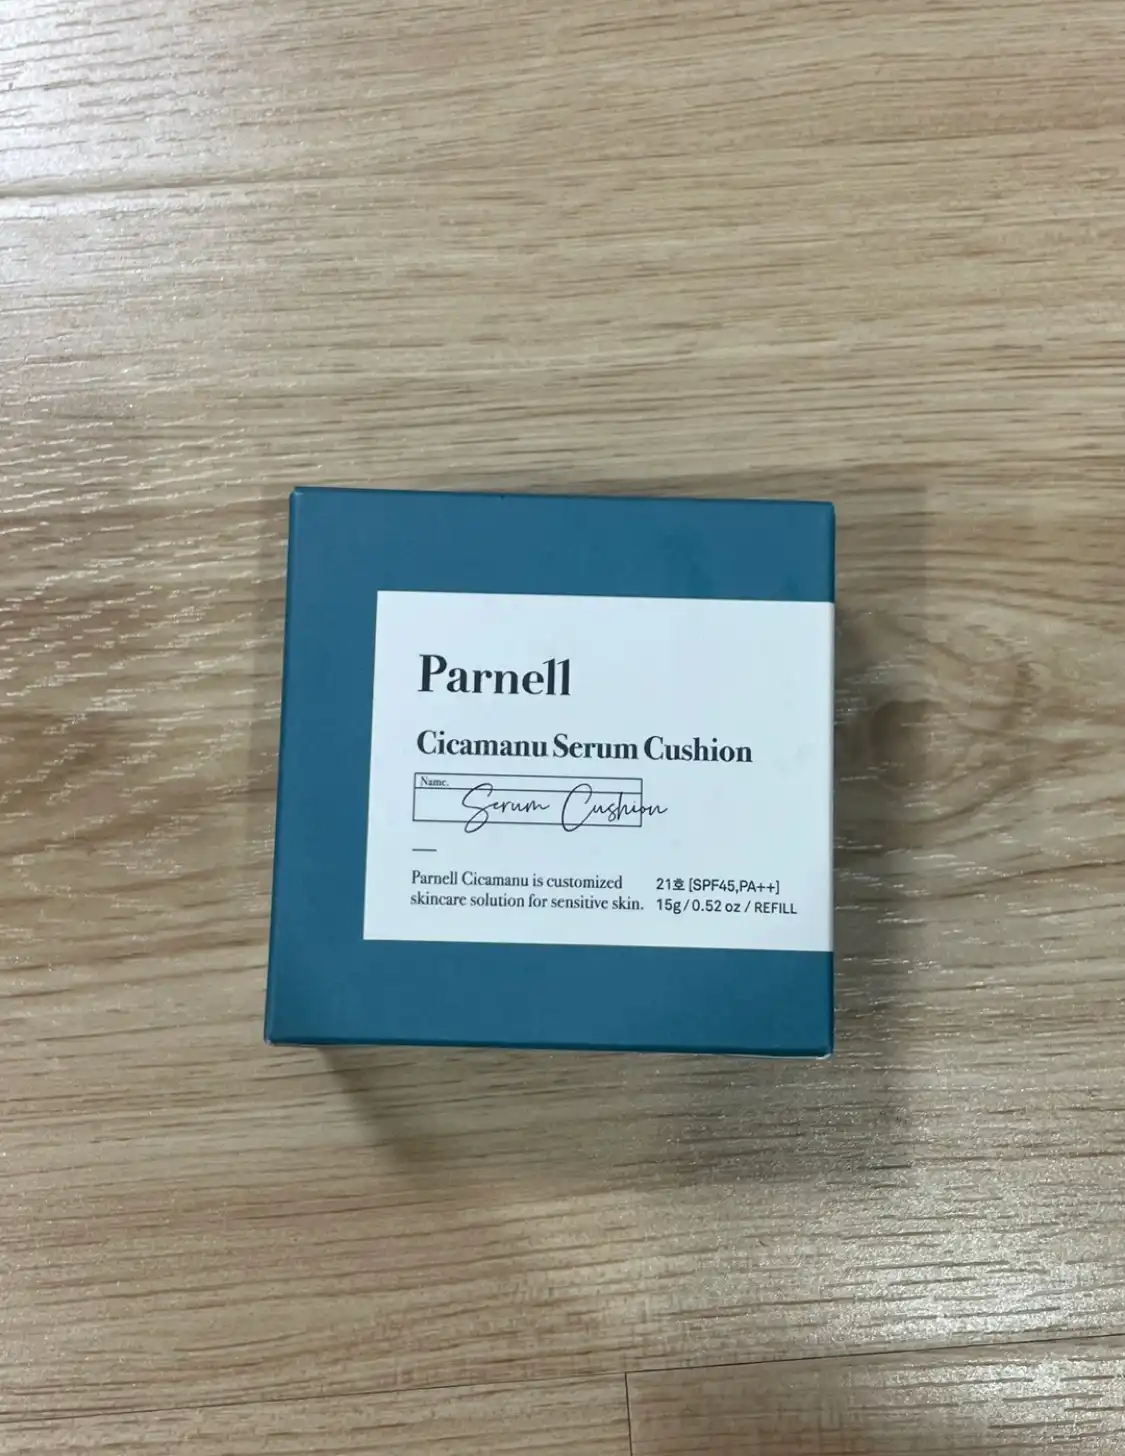 Parnell
Cicamanu Serum Cushion
Name.
Serum Cushion
Parnell Cicamanu is customized
skincare solution for sensitive skin.
21호 [SPF45,PA++]
15g / 0.52 oz / REFILL